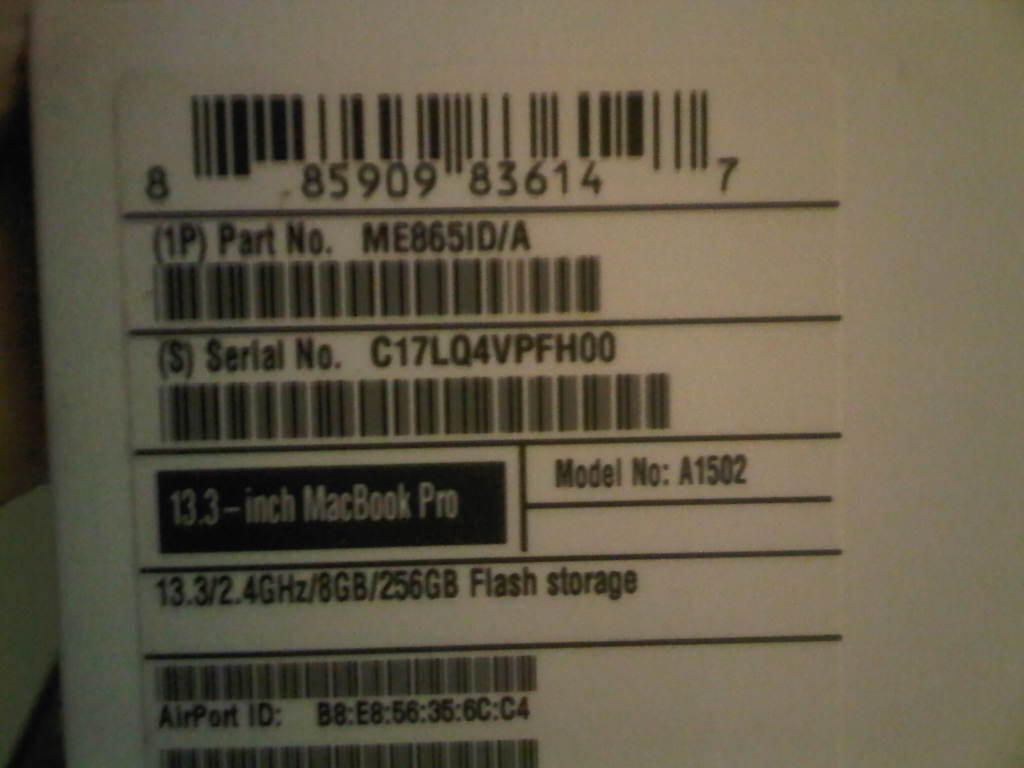 8 85909 83614 7
(1P) Part No. ME865ID/A
(S) Serial No. C17LQ4VPFH00
13.3-inch MacBook Pro
Model No: A1502
13.3/2.4GHz/8GB/256GB Flash storage
AirPort ID: B8:E8:56:35:6C:C4